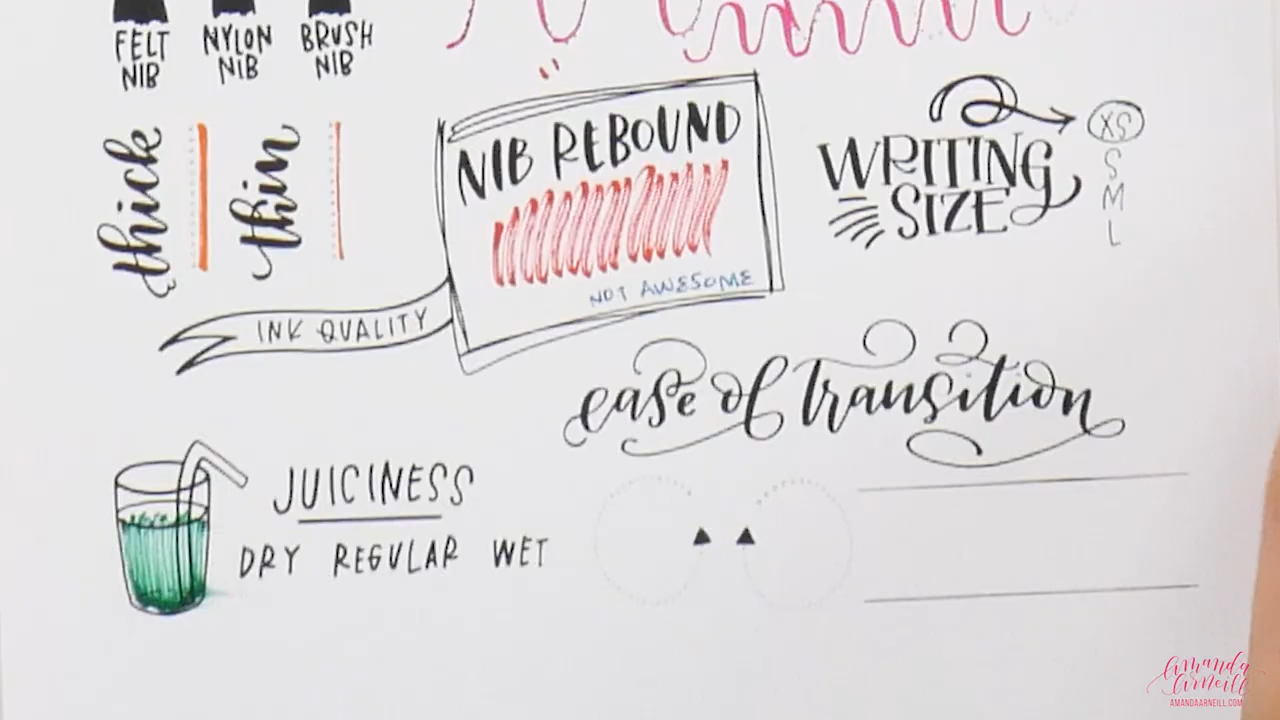 FELT
NIB
NYLON
NIB
BRUSH
NIB
thick
thin
NIB REBOUND
NOT AWESOME
WRITING
SIZE
XS
S
M
L
INK QUALITY
ease of transition
JUICINESS
DRY REGULAR WET
amanda
arneill
AMANDAARNEILL.COM